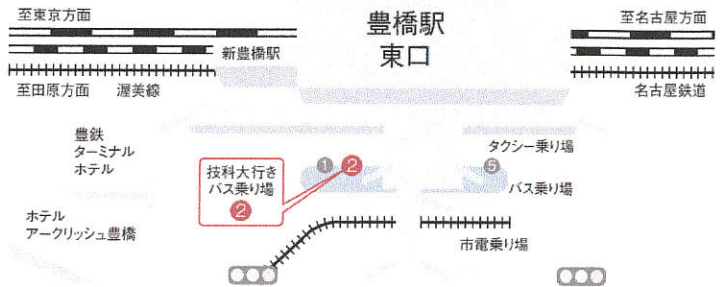 至東京方面
豊橋駅
東口
至名古屋方面
新豊橋駅
至田原方面 渥美線
名古屋鉄道
豊鉄
ターミナル
ホテル
技科大行き
バス乗り場
2
1
2
タクシー乗り場
5
バス乗り場
ホテル
アークリッシュ豊橋
市電乗り場